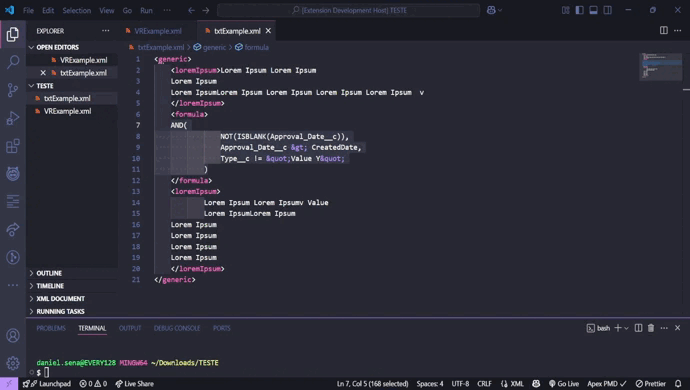 File Edit Selection View Go Run ··· [Extension Development Host] TESTE
EXPLORER ···
OPEN EDITORS
VRExample.xml
txtExample.xml
TESTE
txtExample.xml
VRExample.xml
OUTLINE
TIMELINE
XML DOCUMENT
RUNNING TASKS
VRExample.xml txtExample.xml
txtExample.xml > generic > formula
1 <generic>
2 <loremIpsum>Lorem Ipsum Lorem Ipsum
3 Lorem Ipsum
4 Lorem IpsumLorem Ipsum Lorem Ipsum Lorem Ipsum Lorem Ipsum v
5 </loremIpsum>
6 <formula>
7 AND(
8 NOT(ISBLANK(Approval_Date__c)),
9 Approval_Date__c &gt; CreatedDate,
10 Type__c != &quot;Value Y&quot;
11 )
12 </formula>
13 <loremIpsum>
14 Lorem Ipsum Lorem Ipsumv Value
15 Lorem IpsumLorem Ipsum
16 Lorem Ipsum
17 Lorem Ipsum
18 Lorem Ipsum
19 Lorem Ipsum
20 </loremIpsum>
21 </generic>
PROBLEMS TERMINAL OUTPUT DEBUG CONSOLE PORTS bash
daniel.sena@EVERY128 MINGW64 ~/Downloads/TESTE
$
Launchpad 0 0 Live Share Ln 7, Col 5 (168 selected) Spaces: 4 UTF-8 CRLF XML Go Live Apex PMD Prettier